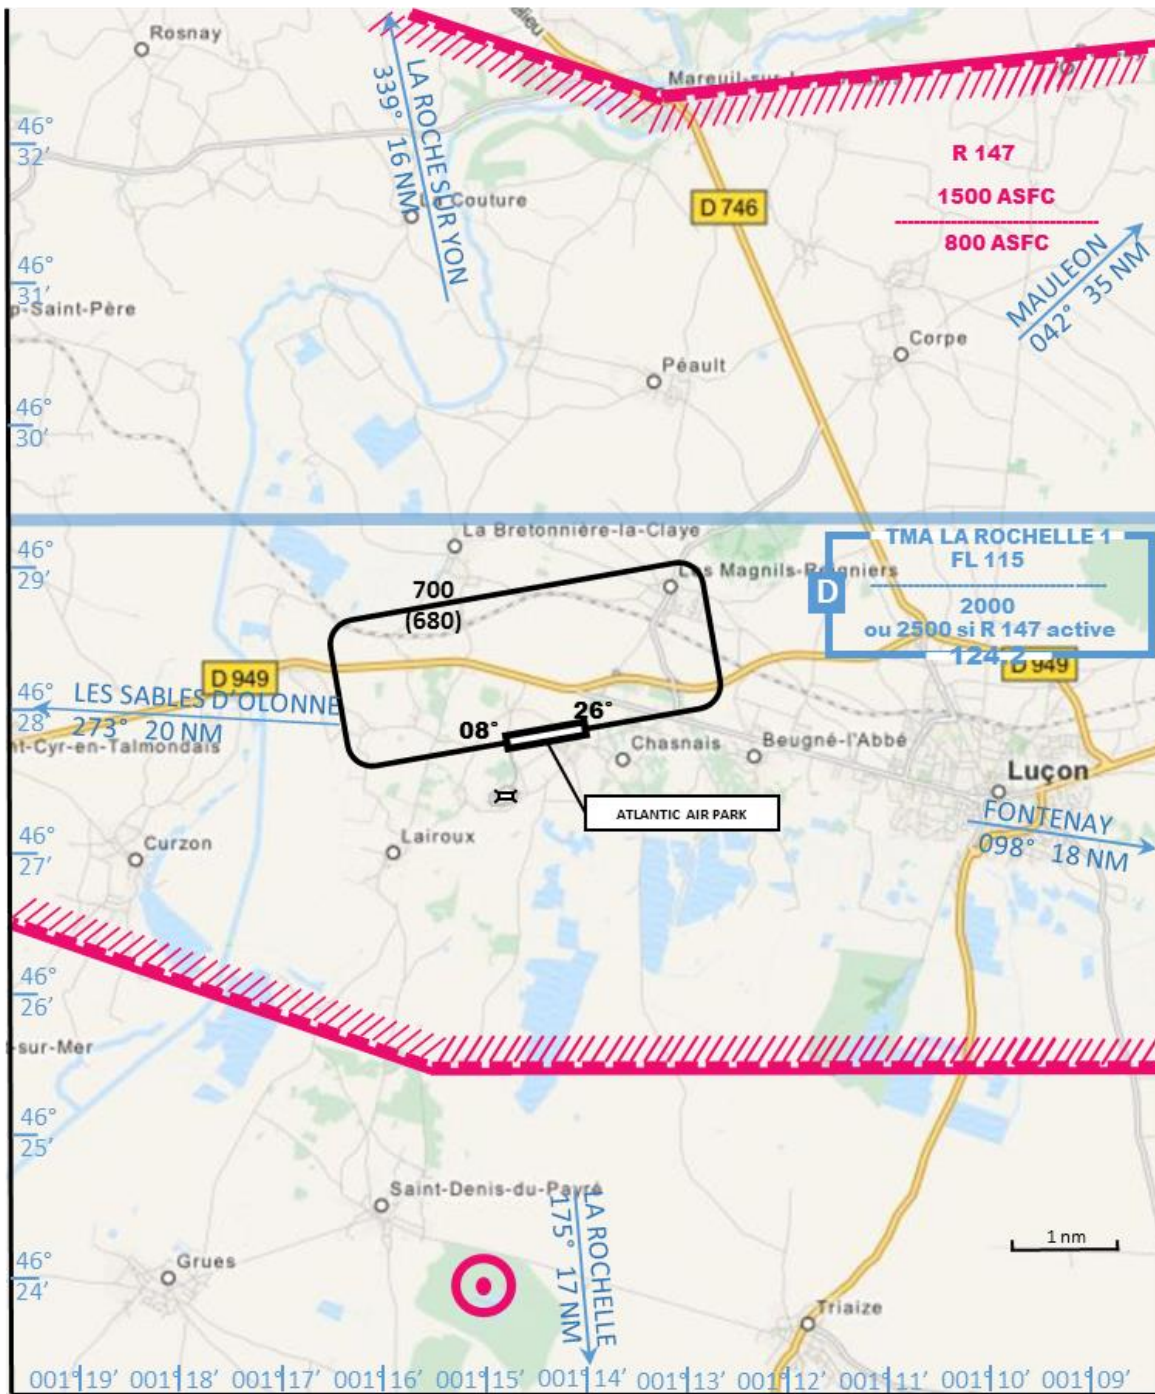 Rosnay
LA ROCHE SUR YON
339° 16 NM
46°
32’
R 147
1500 ASFC
800 ASFC
La Couture
D 746
MAULEON
042° 35 NM
46°
31’
p-Saint-Père
Corpe
Péault
46°
30’
La Bretonnière-la-Claye
TMA LA ROCHELLE 1
FL 115
D
2000
ou 2500 si R 147 active
124,2
46°
29’
700
(680)
D 949
D 949
LES SABLES D’OLONNE
273° 20 NM
46°
28’
nt-Cyr-en-Talmondais
08°
26°
Chasnais
Beugné-l'Abbé
Luçon
ATLANTIC AIR PARK
FONTENAY
098° 18 NM
46°
27’
Curzon
Lairoux
46°
26’
-sur-Mer
46°
25’
Saint-Denis-du-Payré
LA ROCHELLE
175° 17 NM
1 nm
Grues
46°
24’
Triaize
001°19’ 001°18’ 001°17’ 001°16’ 001°15’ 001°14’ 001°13’ 001°12’ 001°11’ 001°10’ 001°09’